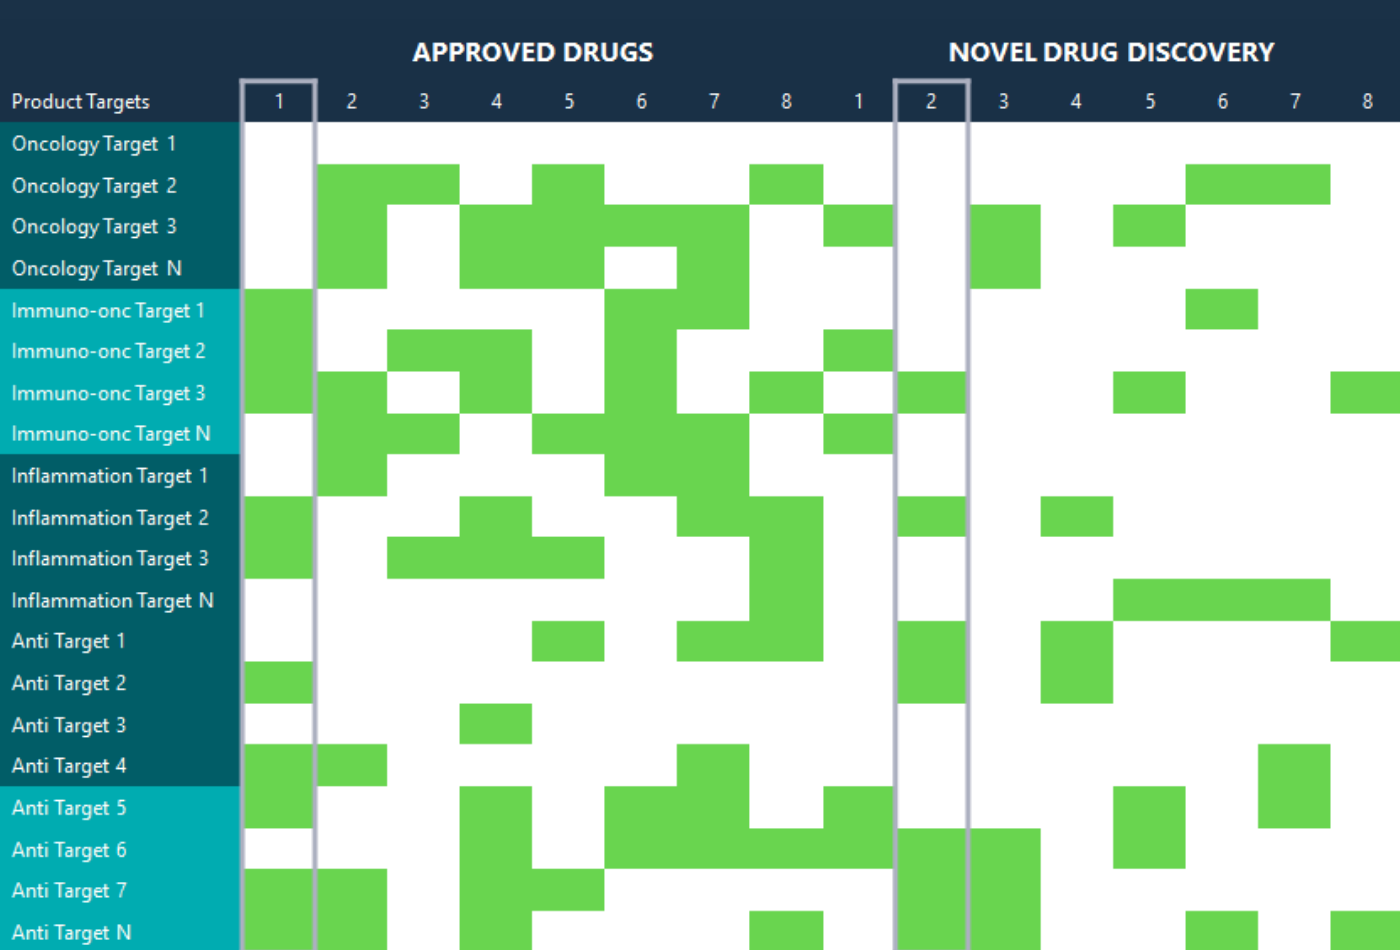 APPROVED DRUGS NOVEL DRUG DISCOVERY
Product Targets 1 2 3 4 5 6 7 8 1 2 3 4 5 6 7 8
Oncology Target 1
Oncology Target 2
Oncology Target 3
Oncology Target N
Immuno-onc Target 1
Immuno-onc Target 2
Immuno-onc Target 3
Immuno-onc Target N
Inflammation Target 1
Inflammation Target 2
Inflammation Target 3
Inflammation Target N
Anti Target 1
Anti Target 2
Anti Target 3
Anti Target 4
Anti Target 5
Anti Target 6
Anti Target 7
Anti Target N